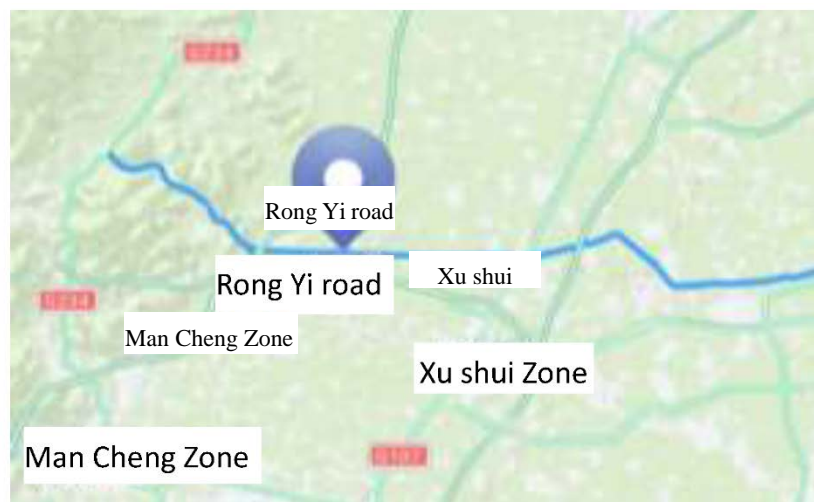 Rong Yi road
Rong Yi road
Xu shui
Man Cheng Zone
Xu shui Zone
Man Cheng Zone